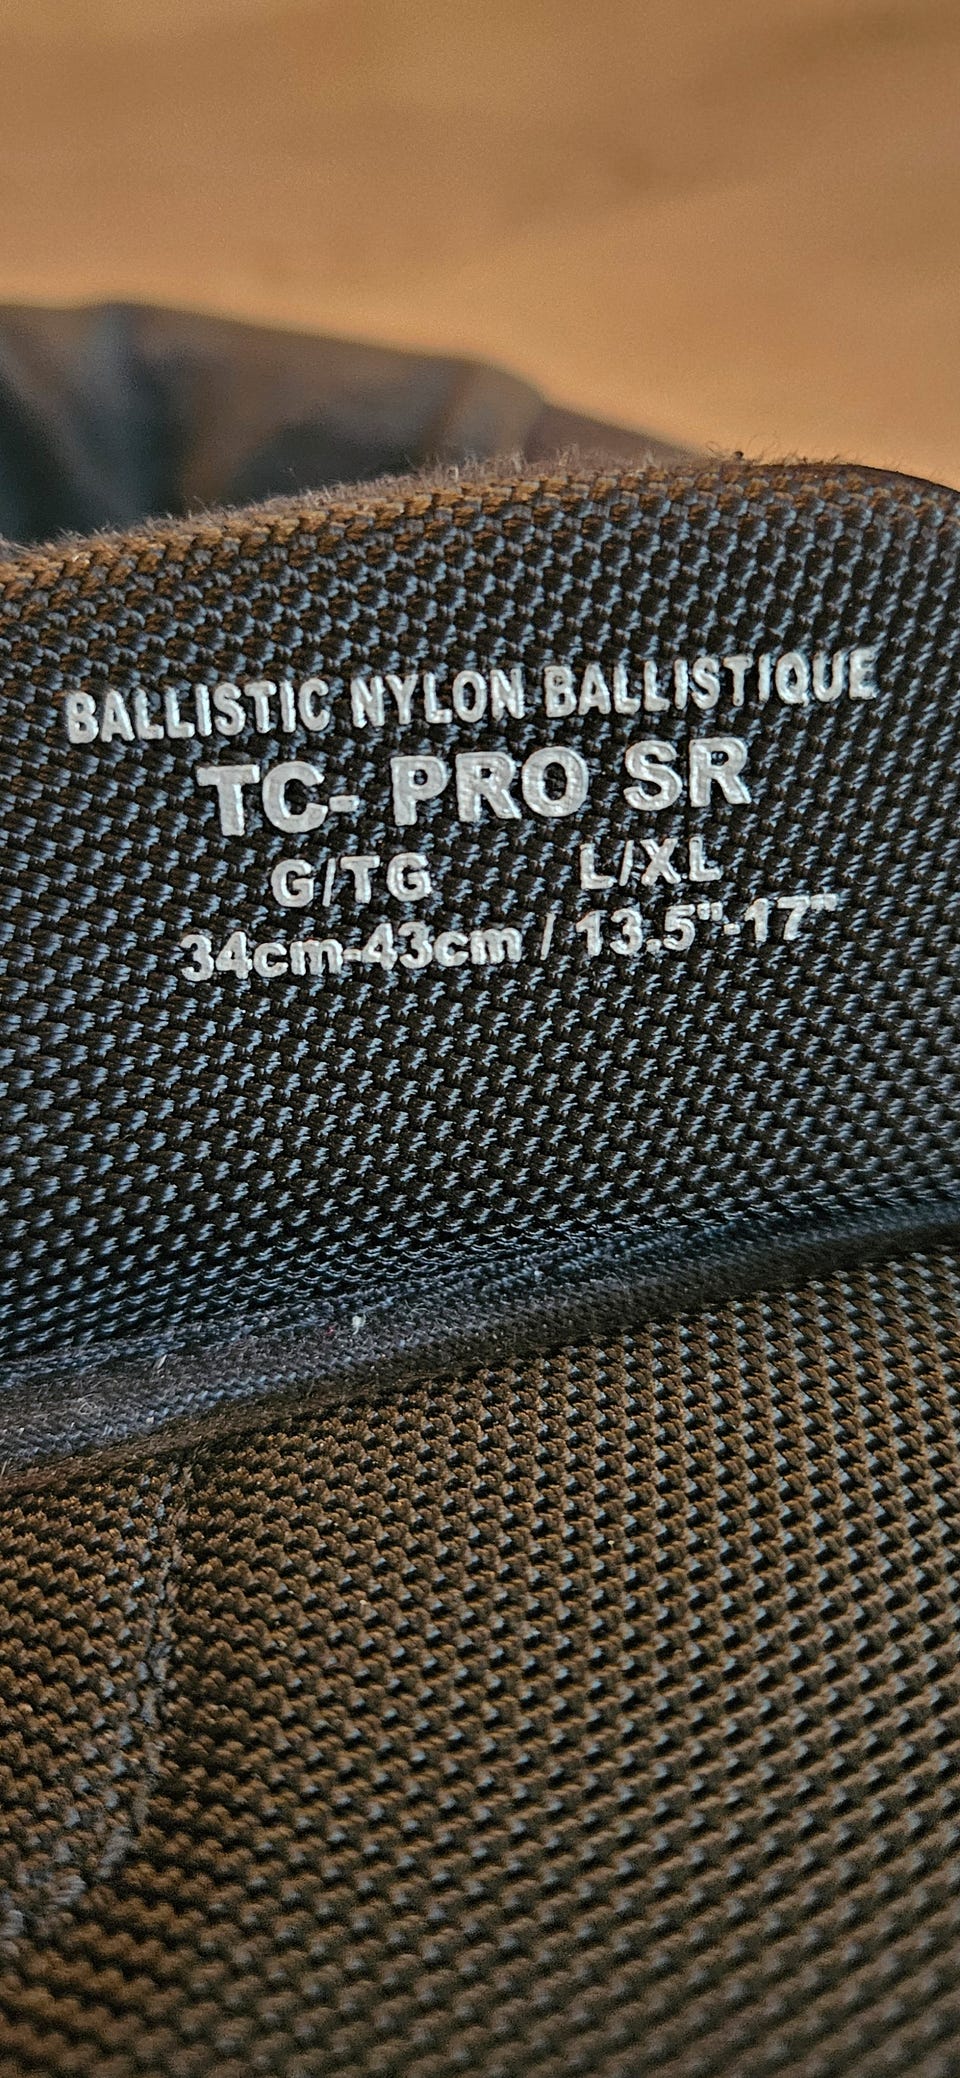 BALLISTIC NYLON BALLISTIQUE
TC- PRO SR
G/TG L/XL
34cm-43cm / 13.5"-17"